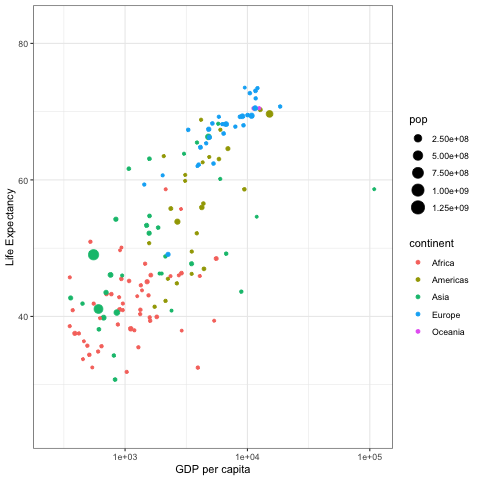 80
60
40
Life Expectancy
1e+03
1e+04
1e+05
GDP per capita
pop
2.50e+08
5.00e+08
7.50e+08
1.00e+09
1.25e+09
continent
Africa
Americas
Asia
Europe
Oceania